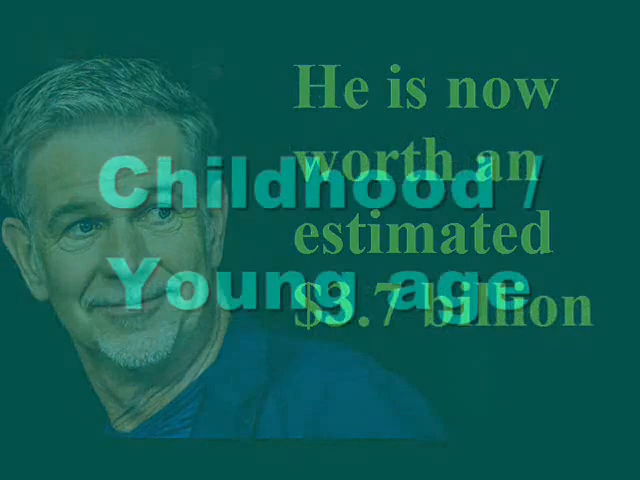 He is now
worth an
estimated
$3.7 billion
Childhood /
Young age